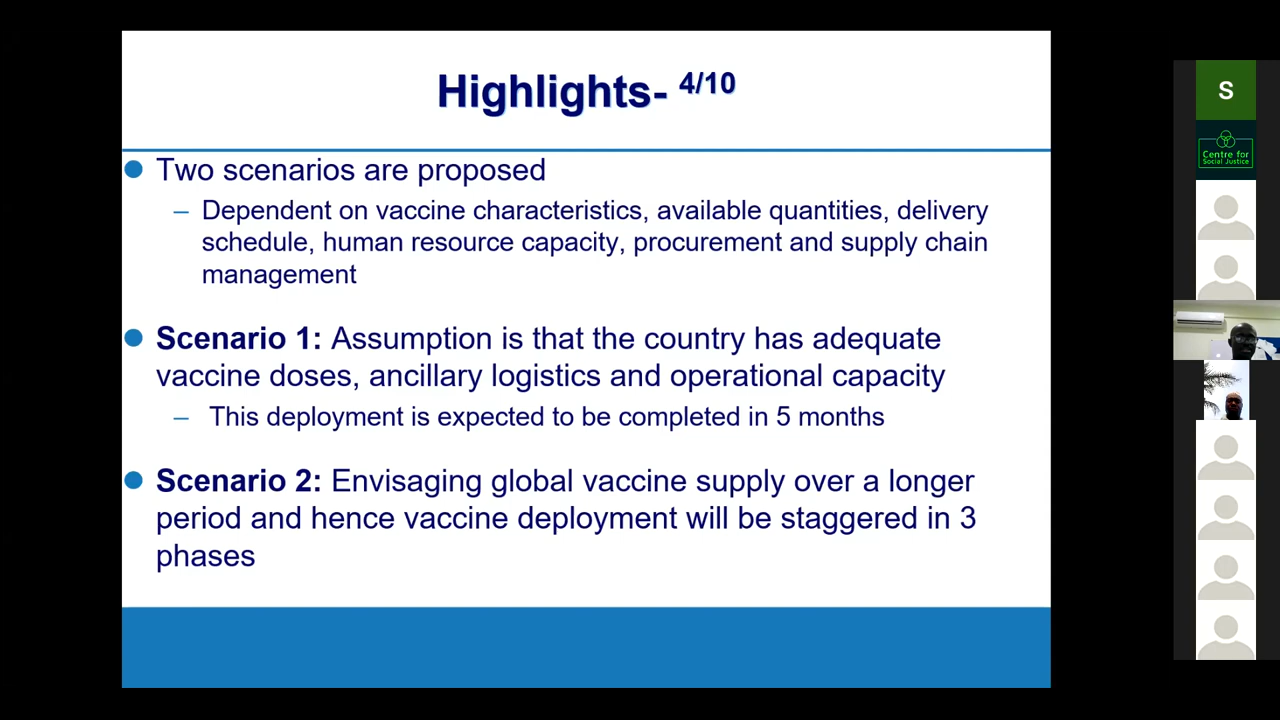 Highlights- 4/10
Two scenarios are proposed
– Dependent on vaccine characteristics, available quantities, delivery
schedule, human resource capacity, procurement and supply chain
management
Scenario 1: Assumption is that the country has adequate
vaccine doses, ancillary logistics and operational capacity
– This deployment is expected to be completed in 5 months
Scenario 2: Envisaging global vaccine supply over a longer
period and hence vaccine deployment will be staggered in 3
phases
S
Centre for
Social Justice